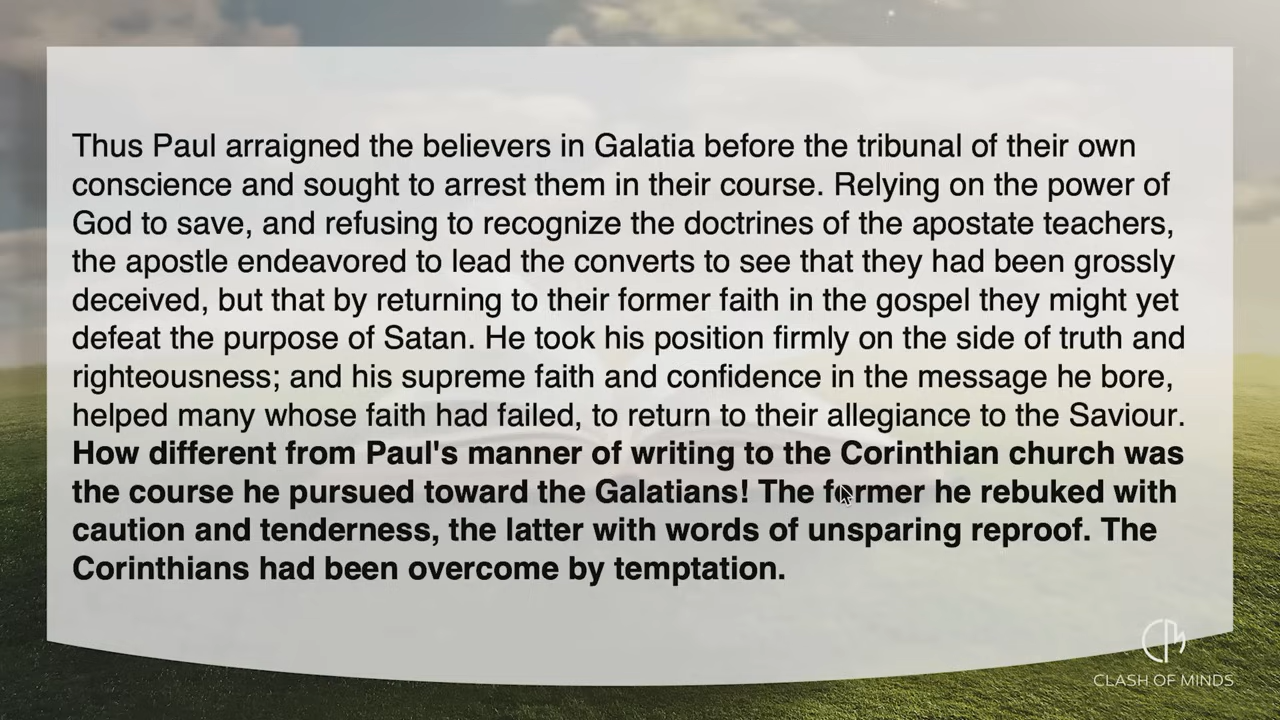 Thus Paul arraigned the believers in Galatia before the tribunal of their own
conscience and sought to arrest them in their course. Relying on the power of
God to save, and refusing to recognize the doctrines of the apostate teachers,
the apostle endeavored to lead the converts to see that they had been grossly
deceived, but that by returning to their former faith in the gospel they might yet
defeat the purpose of Satan. He took his position firmly on the side of truth and
righteousness; and his supreme faith and confidence in the message he bore,
helped many whose faith had failed, to return to their allegiance to the Saviour.
How different from Paul's manner of writing to the Corinthian church was
the course he pursued toward the Galatians! The former he rebuked with
caution and tenderness, the latter with words of unsparing reproof. The
Corinthians had been overcome by temptation.
CLASH OF MINDS